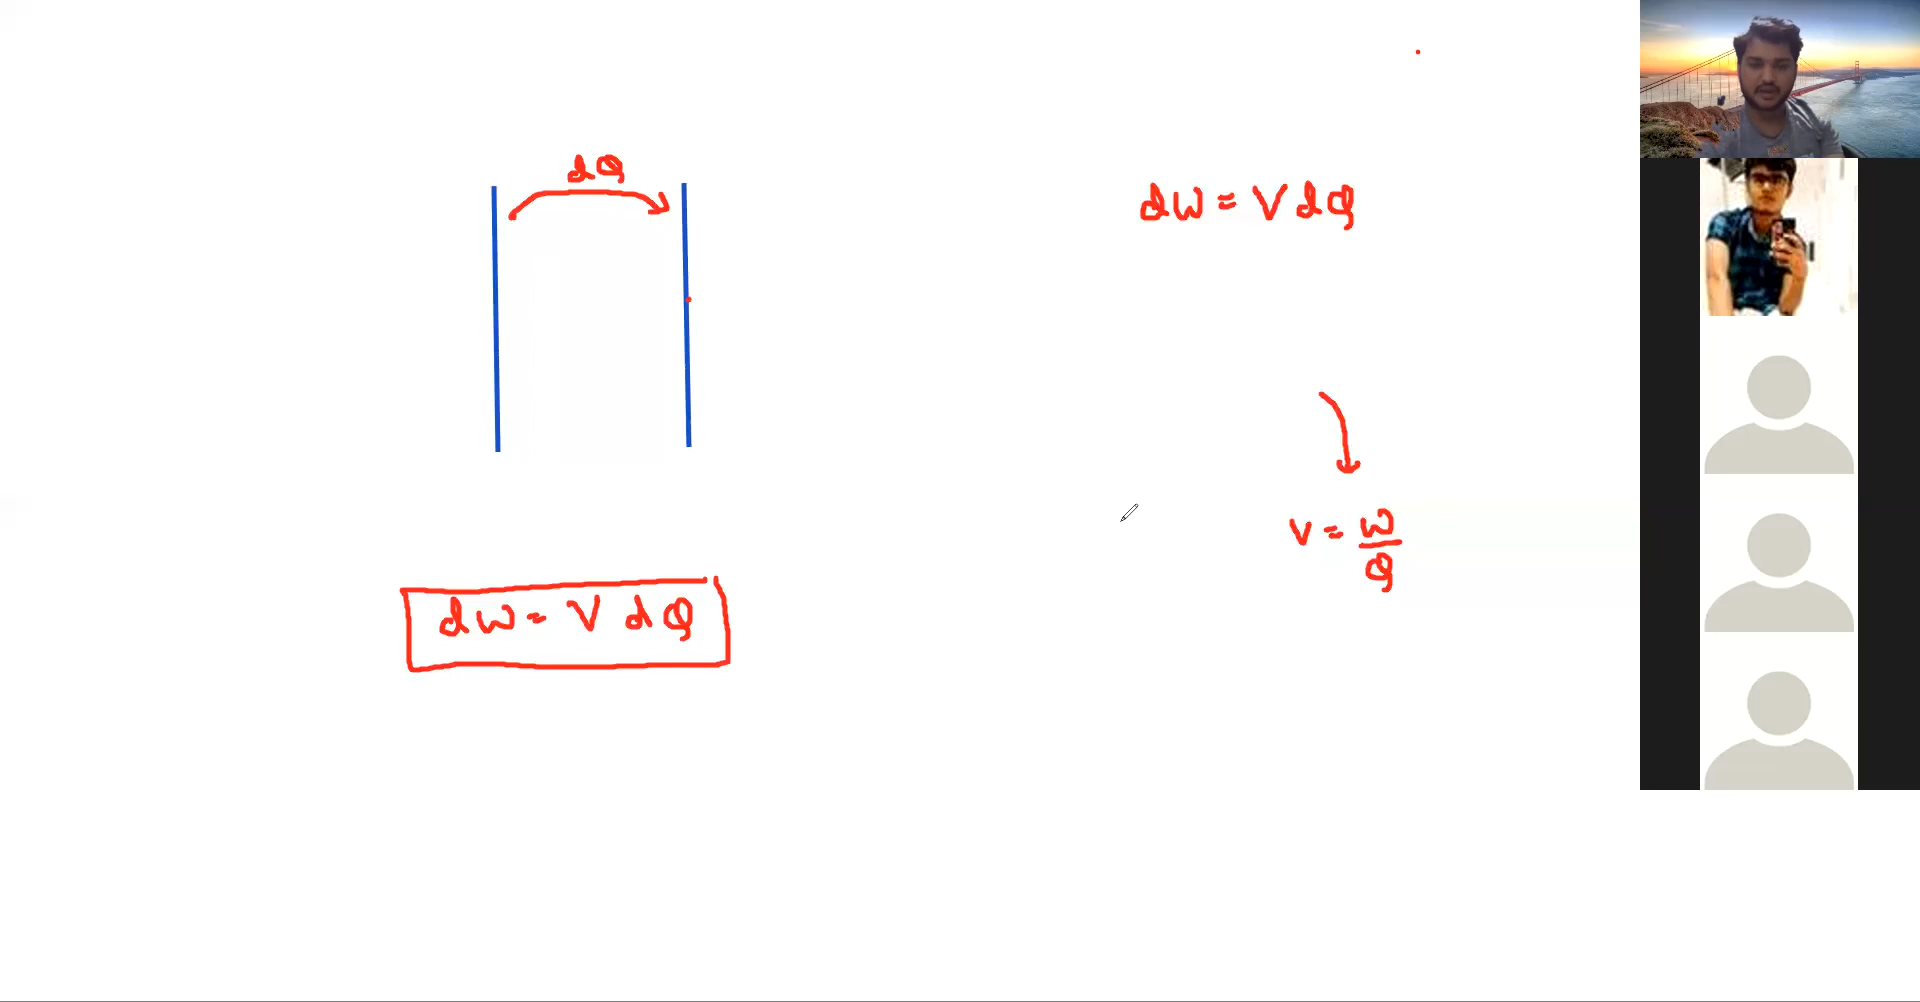 dQ
dW = V dQ
V = W/Q
dW = V dQ